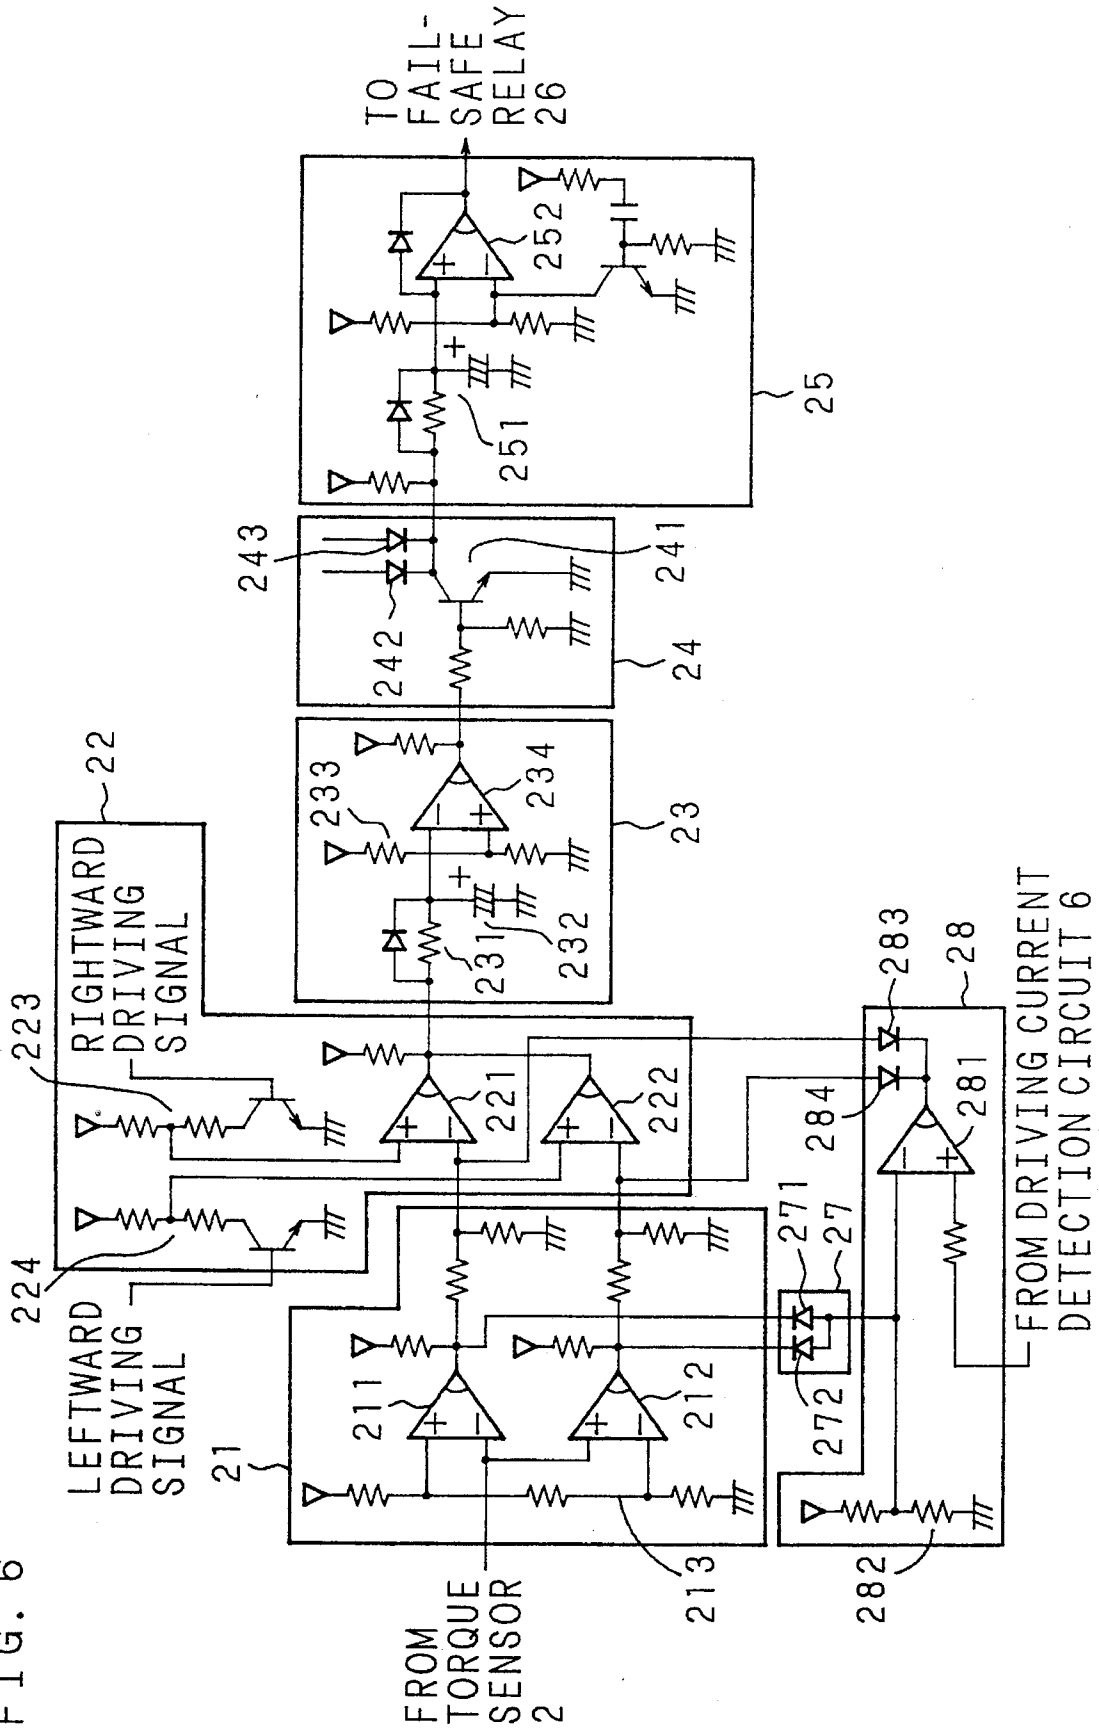 FIG. 6
LEFTWARD
DRIVING
SIGNAL
RIGHTWARD
DRIVING
SIGNAL
224
223
22
21
211
212
213
FROM
TORQUE
SENSOR
2
+
−
+
−
+
−
+
−
221
222
231
232
233
234
23
+
−
+
242
243
241
24
251
252
25
+
+
−
TO
FAIL-
SAFE
RELAY
26
271
272
27
281
282
283
284
28
−
+
FROM DRIVING CURRENT
DETECTION CIRCUIT 6